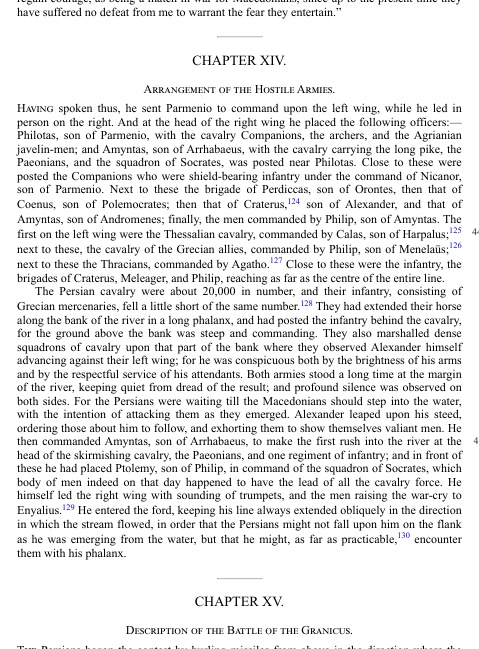 have suffered no defeat from me to warrant the fear they entertain.”
CHAPTER XIV.
Arrangement of the Hostile Armies.
Having spoken thus, he sent Parmenio to command upon the left wing, while he led in
person on the right. And at the head of the right wing he placed the following officers:—
Philotas, son of Parmenio, with the cavalry Companions, the archers, and the Agrianian
javelin-men; and Amyntas, son of Arrhabaeus, with the cavalry carrying the long pike, the
Paeonians, and the squadron of Socrates, was posted near Philotas. Close to these were
posted the Companions who were shield-bearing infantry under the command of Nicanor,
son of Parmenio. Next to these the brigade of Perdiccas, son of Orontes, then that of
Coenus, son of Polemocrates; then that of Craterus,124 son of Alexander, and that of
Amyntas, son of Andromenes; finally, the men commanded by Philip, son of Amyntas. The
first on the left wing were the Thessalian cavalry, commanded by Calas, son of Harpalus;125
next to these, the cavalry of the Grecian allies, commanded by Philip, son of Menelaüs;126
next to these the Thracians, commanded by Agatho.127 Close to these were the infantry, the
brigades of Craterus, Meleager, and Philip, reaching as far as the centre of the entire line.
The Persian cavalry were about 20,000 in number, and their infantry, consisting of
Grecian mercenaries, fell a little short of the same number.128 They had extended their horse
along the bank of the river in a long phalanx, and had posted the infantry behind the cavalry,
for the ground above the bank was steep and commanding. They also marshalled dense
squadrons of cavalry upon that part of the bank where they observed Alexander himself
advancing against their left wing; for he was conspicuous both by the brightness of his arms
and by the respectful service of his attendants. Both armies stood a long time at the margin
of the river, keeping quiet from dread of the result; and profound silence was observed on
both sides. For the Persians were waiting till the Macedonians should step into the water,
with the intention of attacking them as they emerged. Alexander leaped upon his steed,
ordering those about him to follow, and exhorting them to show themselves valiant men. He
then commanded Amyntas, son of Arrhabaeus, to make the first rush into the river at the
head of the skirmishing cavalry, the Paeonians, and one regiment of infantry; and in front of
these he had placed Ptolemy, son of Philip, in command of the squadron of Socrates, which
body of men indeed on that day happened to have the lead of all the cavalry force. He
himself led the right wing with sounding of trumpets, and the men raising the war-cry to
Enyalius.129 He entered the ford, keeping his line always extended obliquely in the direction
in which the stream flowed, in order that the Persians might not fall upon him on the flank
as he was emerging from the water, but that he might, as far as practicable,130 encounter
them with his phalanx.
CHAPTER XV.
Description of the Battle of the Granicus.